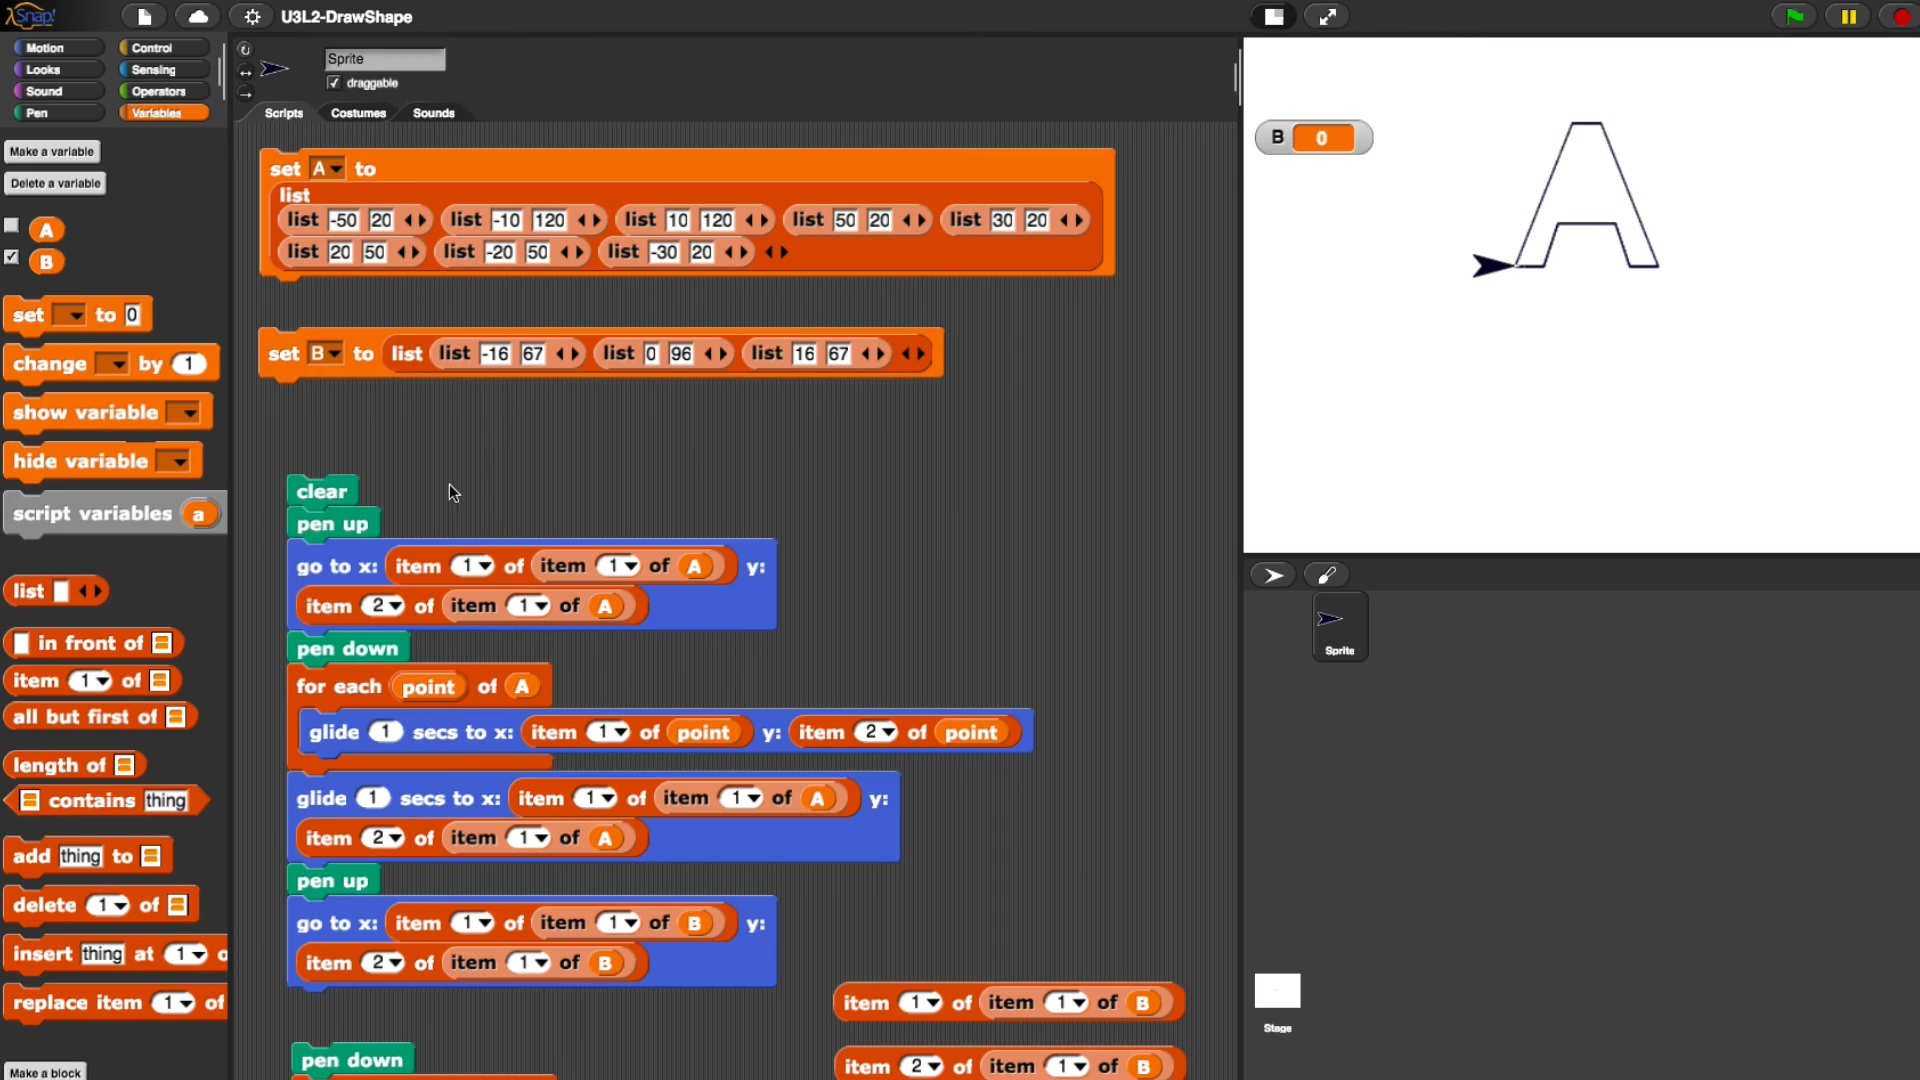 Snap!
U3L2-DrawShape
Motion
Control
Looks
Sensing
Sound
Operators
Pen
Variables
Make a variable
Delete a variable
A
B
set to 0
change by 1
show variable
hide variable
script variables a
list
in front of
item 1 of
all but first of
length of
contains thing
add thing to
delete 1 of
insert thing at 1 o
replace item 1 of
Make a block
Sprite
draggable
Scripts Costumes Sounds
set A to
list
list -50 20 list -10 120 list 10 120 list 50 20 list 30 20
list 20 50 list -20 50 list -30 20
set B to list list -16 67 list 0 96 list 16 67
clear
pen up
go to x: item 1 of item 1 of A y:
item 2 of item 1 of A
pen down
for each point of A
glide 1 secs to x: item 1 of point y: item 2 of point
glide 1 secs to x: item 1 of item 1 of A y:
item 2 of item 1 of A
pen up
go to x: item 1 of item 1 of B y:
item 2 of item 1 of B
item 1 of item 1 of B
pen down
item 2 of item 1 of B
B 0
Sprite
Stage